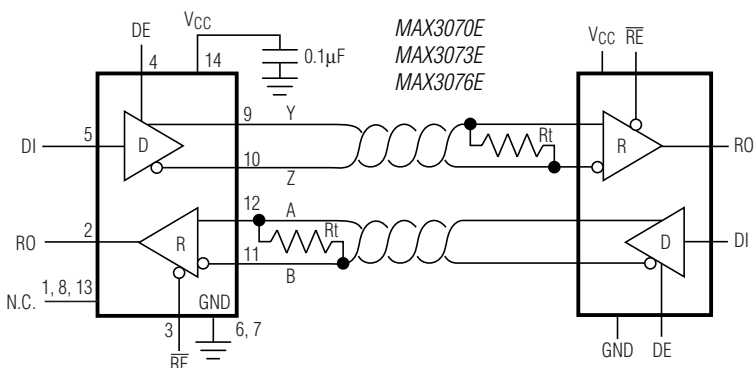 DE
VCC
4
14
0.1µF
MAX3070E
MAX3073E
MAX3076E
VCC
RE
DI
5
D
9
Y
10
Z
Rt
R
RO
RO
2
R
12
A
Rt
11
B
D
DI
N.C.
1, 8, 13
3
RE
GND
6, 7
GND
DE